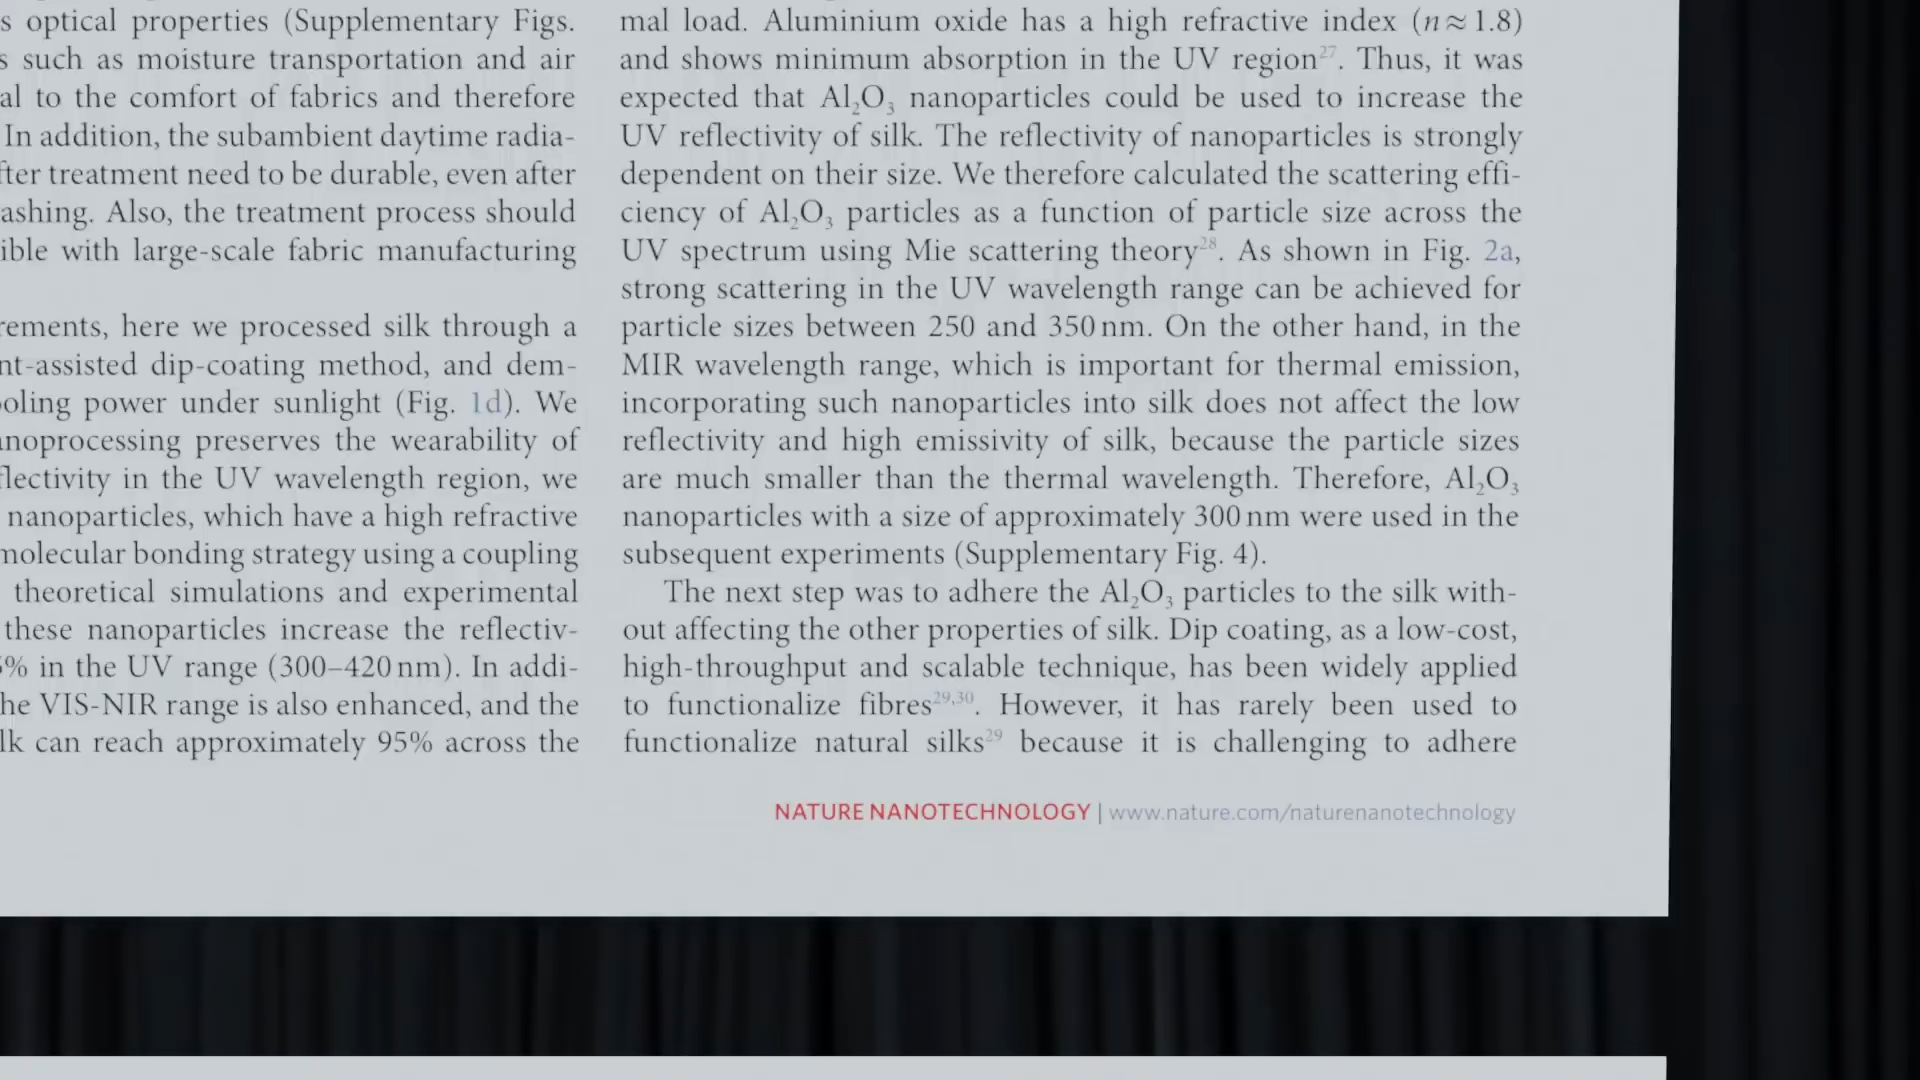 s optical properties (Supplementary Figs.
s such as moisture transportation and air
al to the comfort of fabrics and therefore
In addition, the subambient daytime radia-
fter treatment need to be durable, even after
ashing. Also, the treatment process should
ible with large-scale fabric manufacturing
rements, here we processed silk through a
nt-assisted dip-coating method, and dem-
ooling power under sunlight (Fig. 1d). We
anoprocessing preserves the wearability of
flectivity in the UV wavelength region, we
nanoparticles, which have a high refractive
molecular bonding strategy using a coupling
theoretical simulations and experimental
these nanoparticles increase the reflectiv-
% in the UV range (300–420 nm). In addi-
he VIS-NIR range is also enhanced, and the
lk can reach approximately 95% across the
mal load. Aluminium oxide has a high refractive index (n ≈ 1.8)
and shows minimum absorption in the UV region27. Thus, it was
expected that Al2O3 nanoparticles could be used to increase the
UV reflectivity of silk. The reflectivity of nanoparticles is strongly
dependent on their size. We therefore calculated the scattering effi-
ciency of Al2O3 particles as a function of particle size across the
UV spectrum using Mie scattering theory28. As shown in Fig. 2a,
strong scattering in the UV wavelength range can be achieved for
particle sizes between 250 and 350 nm. On the other hand, in the
MIR wavelength range, which is important for thermal emission,
incorporating such nanoparticles into silk does not affect the low
reflectivity and high emissivity of silk, because the particle sizes
are much smaller than the thermal wavelength. Therefore, Al2O3
nanoparticles with a size of approximately 300 nm were used in the
subsequent experiments (Supplementary Fig. 4).
The next step was to adhere the Al2O3 particles to the silk with-
out affecting the other properties of silk. Dip coating, as a low-cost,
high-throughput and scalable technique, has been widely applied
to functionalize fibres29,30. However, it has rarely been used to
functionalize natural silks29 because it is challenging to adhere
NATURE NANOTECHNOLOGY | www.nature.com/naturenanotechnology